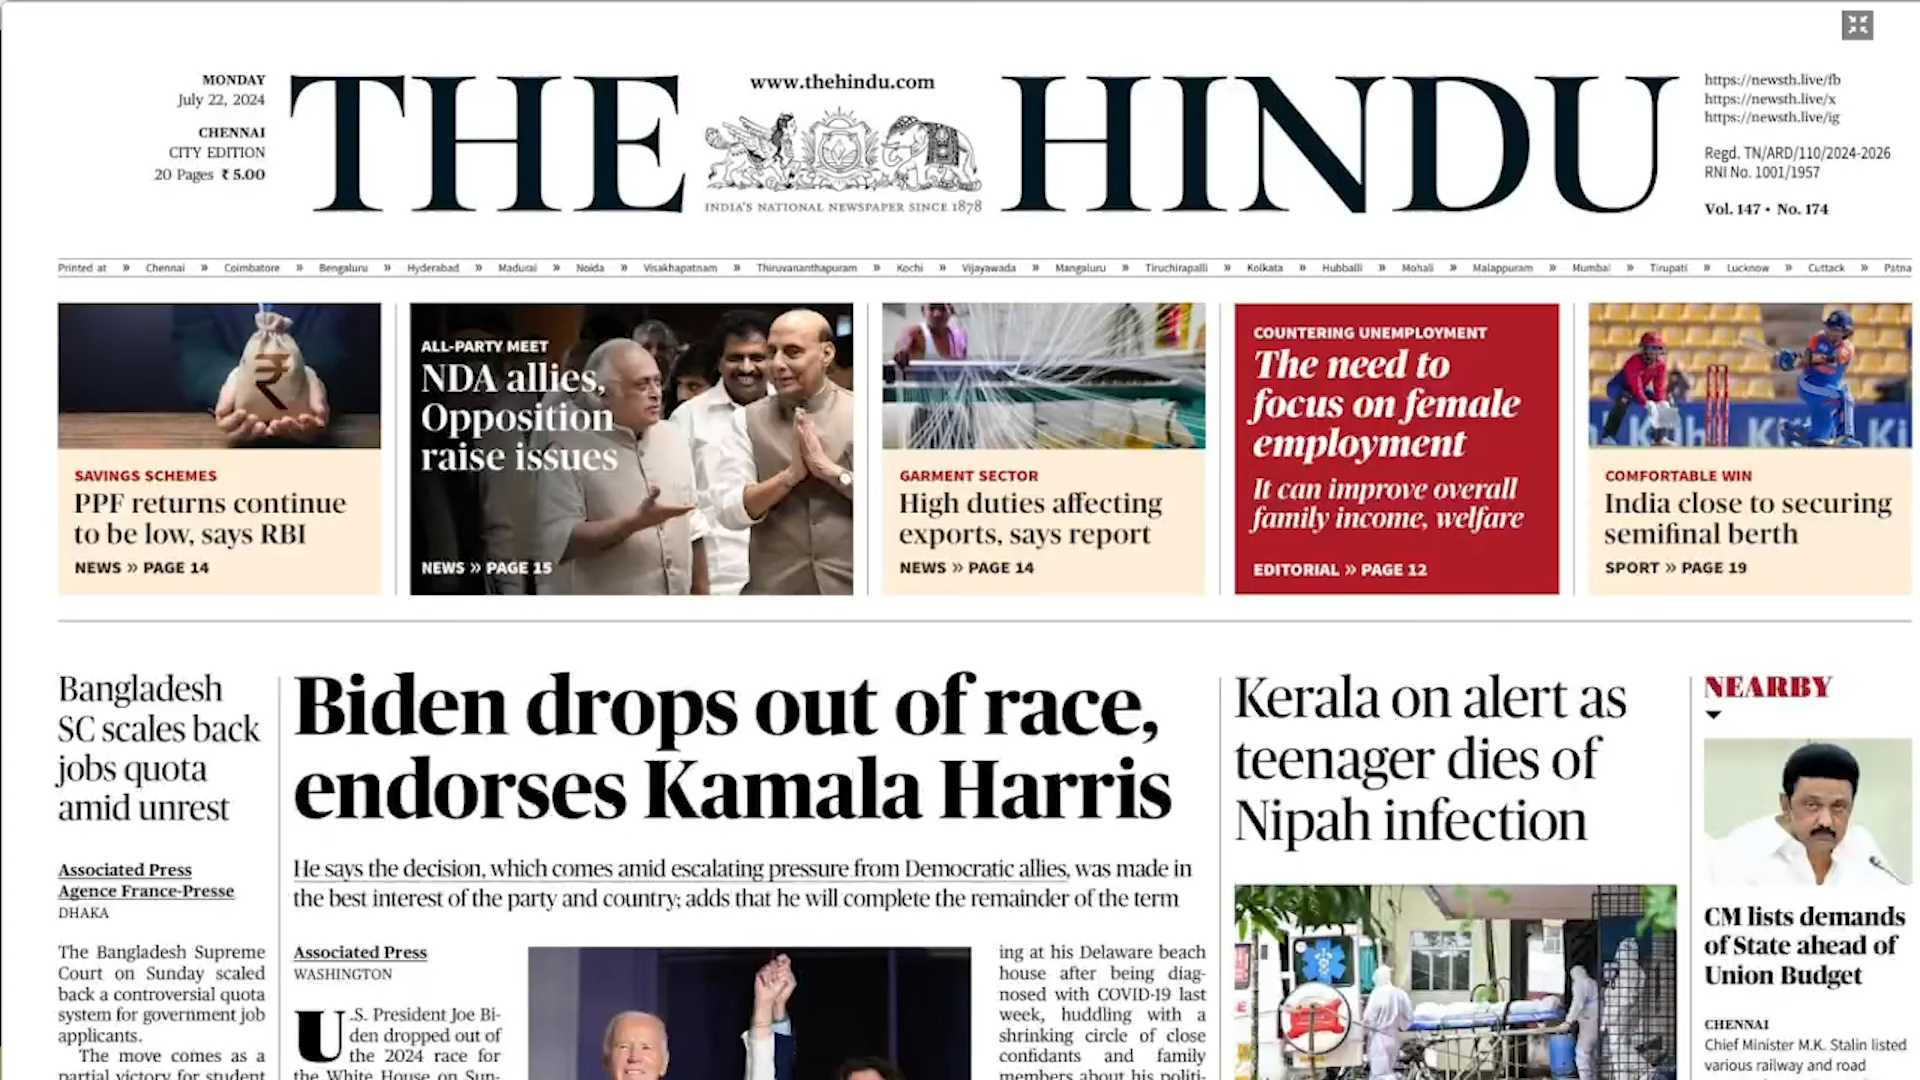 MONDAY
July 22, 2024
CHENNAI
CITY EDITION
20 Pages ₹ 5.00
THE HINDU
www.thehindu.com
INDIA'S NATIONAL NEWSPAPER SINCE 1878
https://newsth.live/fb
https://newsth.live/x
https://newsth.live/ig
Regd. TN/ARD/110/2024-2026
RNI No. 1001/1957
Vol. 147 • No. 174
Printed at » Chennai » Coimbatore » Bengaluru » Hyderabad » Madurai » Noida » Visakhapatnam » Thiruvananthapuram » Kochi » Vijayawada » Mangaluru » Tiruchirapalli » Kolkata » Hubballi » Mohali » Malappuram » Mumbai » Tirupati » Lucknow » Cuttack » Patna
SAVINGS SCHEMES
PPF returns continue
to be low, says RBI
NEWS » PAGE 14
ALL-PARTY MEET
NDA allies,
Opposition
raise issues
NEWS » PAGE 15
GARMENT SECTOR
High duties affecting
exports, says report
NEWS » PAGE 14
COUNTERING UNEMPLOYMENT
The need to
focus on female
employment
It can improve overall
family income, welfare
EDITORIAL » PAGE 12
COMFORTABLE WIN
India close to securing
semifinal berth
SPORT » PAGE 19
Bangladesh
SC scales back
jobs quota
amid unrest
Associated Press
Agence France-Presse
DHAKA
The Bangladesh Supreme
Court on Sunday scaled
back a controversial quota
system for government job
applicants.
The move comes as a
partial victory for student
Biden drops out of race,
endorses Kamala Harris
He says the decision, which comes amid escalating pressure from Democratic allies, was made in
the best interest of the party and country; adds that he will complete the remainder of the term
Associated Press
WASHINGTON
U.S. President Joe Bi-
den dropped out of
the 2024 race for
the White House on Sun-
ing at his Delaware beach
house after being diag-
nosed with COVID-19 last
week, huddling with a
shrinking circle of close
confidants and family
members about his politi-
Kerala on alert as
teenager dies of
Nipah infection
NEARBY
CM lists demands
of State ahead of
Union Budget
CHENNAI
Chief Minister M.K. Stalin listed
various railway and road